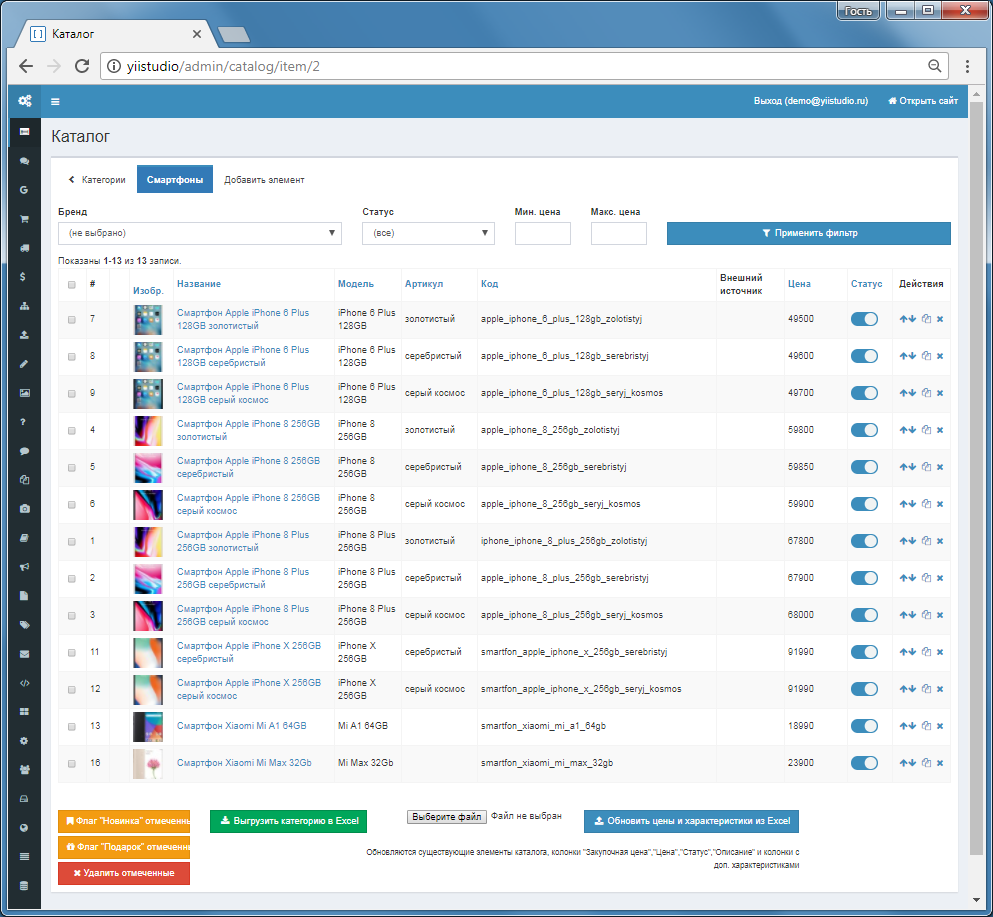 Гость
Каталог
yiistudio/admin/catalog/item/2
Выход (demo@yiistudio.ru) Открыть сайт
Каталог
Категории Смартфоны Добавить элемент
Бренд Статус Мин. цена Макс. цена
(не выбрано) (все) Применить фильтр
Показаны 1-13 из 13 записи.
# Изобр. Название Модель Артикул Код Внешний источник Цена Статус Действия
7 Смартфон Apple iPhone 6 Plus 128GB золотистый iPhone 6 Plus 128GB золотистый apple_iphone_6_plus_128gb_zolotistyj 49500
8 Смартфон Apple iPhone 6 Plus 128GB серебристый iPhone 6 Plus 128GB серебристый apple_iphone_6_plus_128gb_serebristyj 49600
9 Смартфон Apple iPhone 6 Plus 128GB серый космос iPhone 6 Plus 128GB серый космос apple_iphone_6_plus_128gb_seryj_kosmos 49700
4 Смартфон Apple iPhone 8 256GB золотистый iPhone 8 256GB золотистый apple_iphone_8_256gb_zolotistyj 59800
5 Смартфон Apple iPhone 8 256GB серебристый iPhone 8 256GB серебристый apple_iphone_8_256gb_serebristyj 59850
6 Смартфон Apple iPhone 8 256GB серый космос iPhone 8 256GB серый космос apple_iphone_8_256gb_seryj_kosmos 59900
1 Смартфон Apple iPhone 8 Plus 256GB золотистый iPhone 8 Plus 256GB золотистый iphone_iphone_8_plus_256gb_zolotistyj 67800
2 Смартфон Apple iPhone 8 Plus 256GB серебристый iPhone 8 Plus 256GB серебристый apple_iphone_8_plus_256gb_serebristyj 67900
3 Смартфон Apple iPhone 8 Plus 256GB серый космос iPhone 8 Plus 256GB серый космос apple_iphone_8_plus_256gb_seryj_kosmos 68000
11 Смартфон Apple iPhone X 256GB серебристый iPhone X 256GB серебристый smartfon_apple_iphone_x_256gb_serebristyj 91990
12 Смартфон Apple iPhone X 256GB серый космос iPhone X 256GB серый космос smartfon_apple_iphone_x_256gb_seryj_kosmos 91990
13 Смартфон Xiaomi Mi A1 64GB Mi A1 64GB smartfon_xiaomi_mi_a1_64gb 18990
16 Смартфон Xiaomi Mi Max 32Gb Mi Max 32Gb smartfon_xiaomi_mi_max_32gb 23900
Флаг "Новинка" отмеченны Выгрузить категорию в Excel Выберите файл Файл не выбран Обновить цены и характеристики из Excel
Флаг "Подарок" отмеченн
Удалить отмеченные
Обновляются существующие элементы каталога, колонки "Закупочная цена","Цена","Статус","Описание" и колонки с
доп. характеристиками